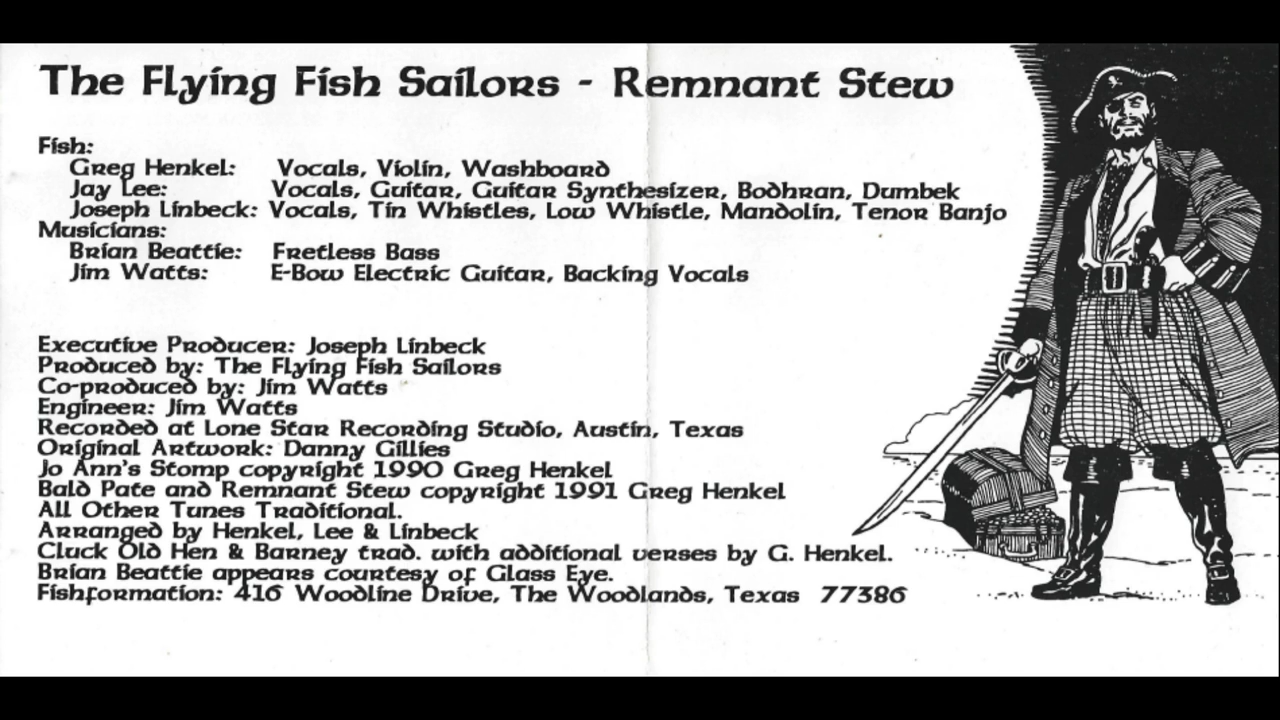 The Flying Fish Sailors - Remnant Stew
Fish:
Greg Henkel: Vocals, Violin, Washboard
Jay Lee: Vocals, Guitar, Guitar Synthesizer, Bodhran, Dumbek
Joseph Linbeck: Vocals, Tin Whistles, Low Whistle, Mandolin, Tenor Banjo
Musicians:
Brian Beattie: Fretless Bass
Jim Watts: E-Bow Electric Guitar, Backing Vocals
Executive Producer: Joseph Linbeck
Produced by: The Flying Fish Sailors
Co-produced by: Jim Watts
Engineer: Jim Watts
Recorded at Lone Star Recording Studio, Austin, Texas
Original Artwork: Danny Gillies
Jo Ann's Stomp copyright 1990 Greg Henkel
Bald Pate and Remnant Stew copyright 1991 Greg Henkel
All Other Tunes Traditional.
Arranged by Henkel, Lee & Linbeck
Cluck Old Hen & Barney trad. with additional verses by G. Henkel.
Brian Beattie appears courtesy of Glass Eye.
Fishformation: 416 Woodline Drive, The Woodlands, Texas 77386